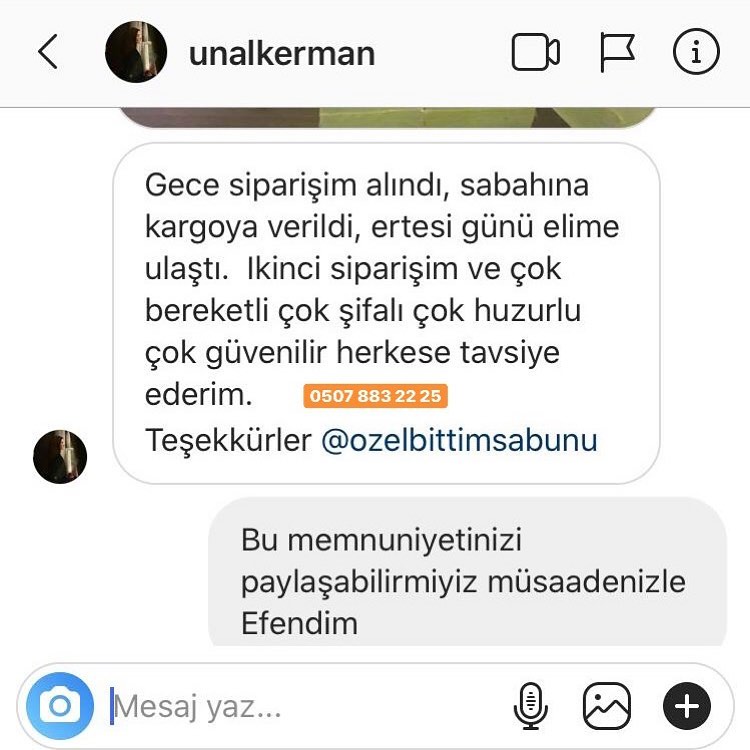 unalkerman
Gece siparişim alındı, sabahına
kargoya verildi, ertesi günü elime
ulaştı.  Ikinci siparişim ve çok
bereketli çok şifalı çok huzurlu
çok güvenilir herkese tavsiye
ederim.
0507 883 22 25
Teşekkürler @ozelbittimsabunu
Bu memnuniyetinizi
paylaşabilirmiyiz müsaadenizle
Efendim
Mesaj yaz...